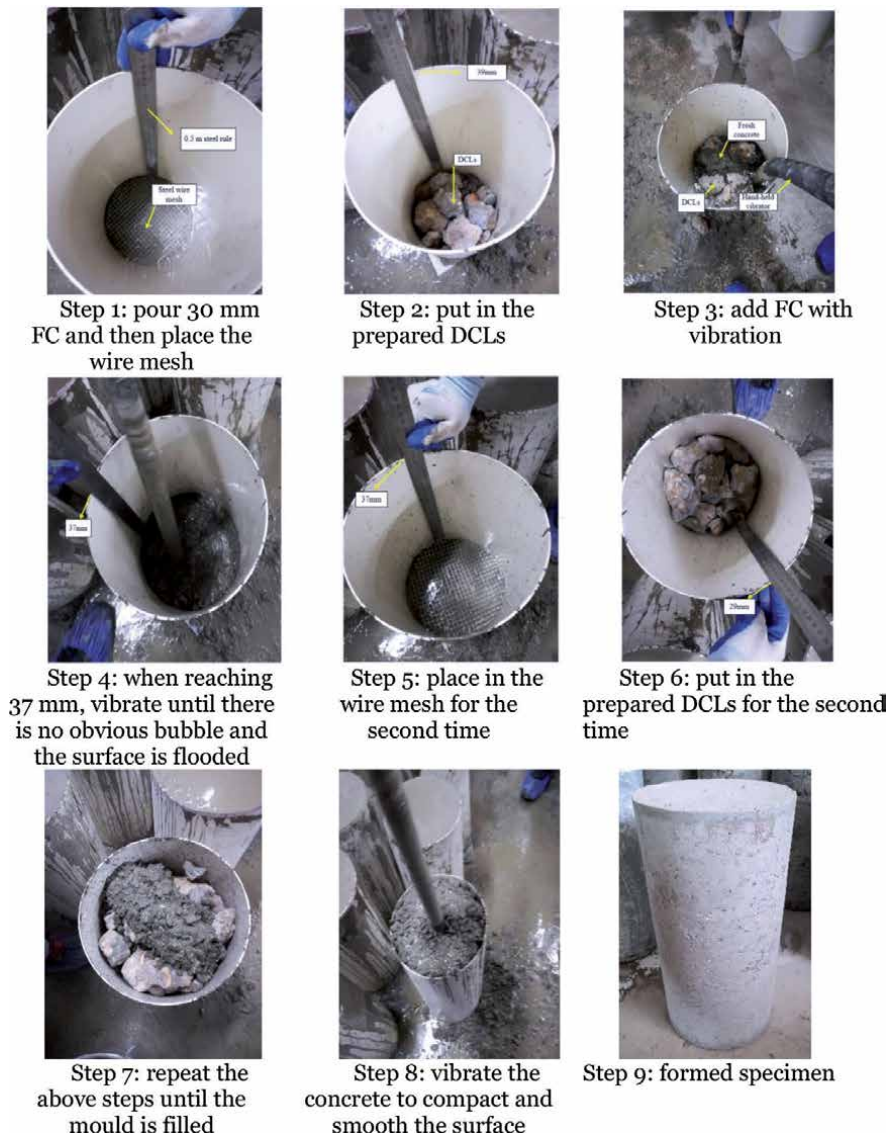 0.5 m steel rule
Steel wire
mesh
Step 1: pour 30 mm
FC and then place the
wire mesh
39mm
DCLs
Step 2: put in the
prepared DCLs
Fresh
concrete
DCLs
Hand-held
vibrator
Step 3: add FC with
vibration
37mm
Step 4: when reaching
37 mm, vibrate until there
is no obvious bubble and
the surface is flooded
37mm
Step 5: place in the
wire mesh for the
second time
29mm
Step 6: put in the
prepared DCLs for the second
time
Step 7: repeat the
above steps until the
mould is filled
Step 8: vibrate the
concrete to compact and
smooth the surface
Step 9: formed specimen